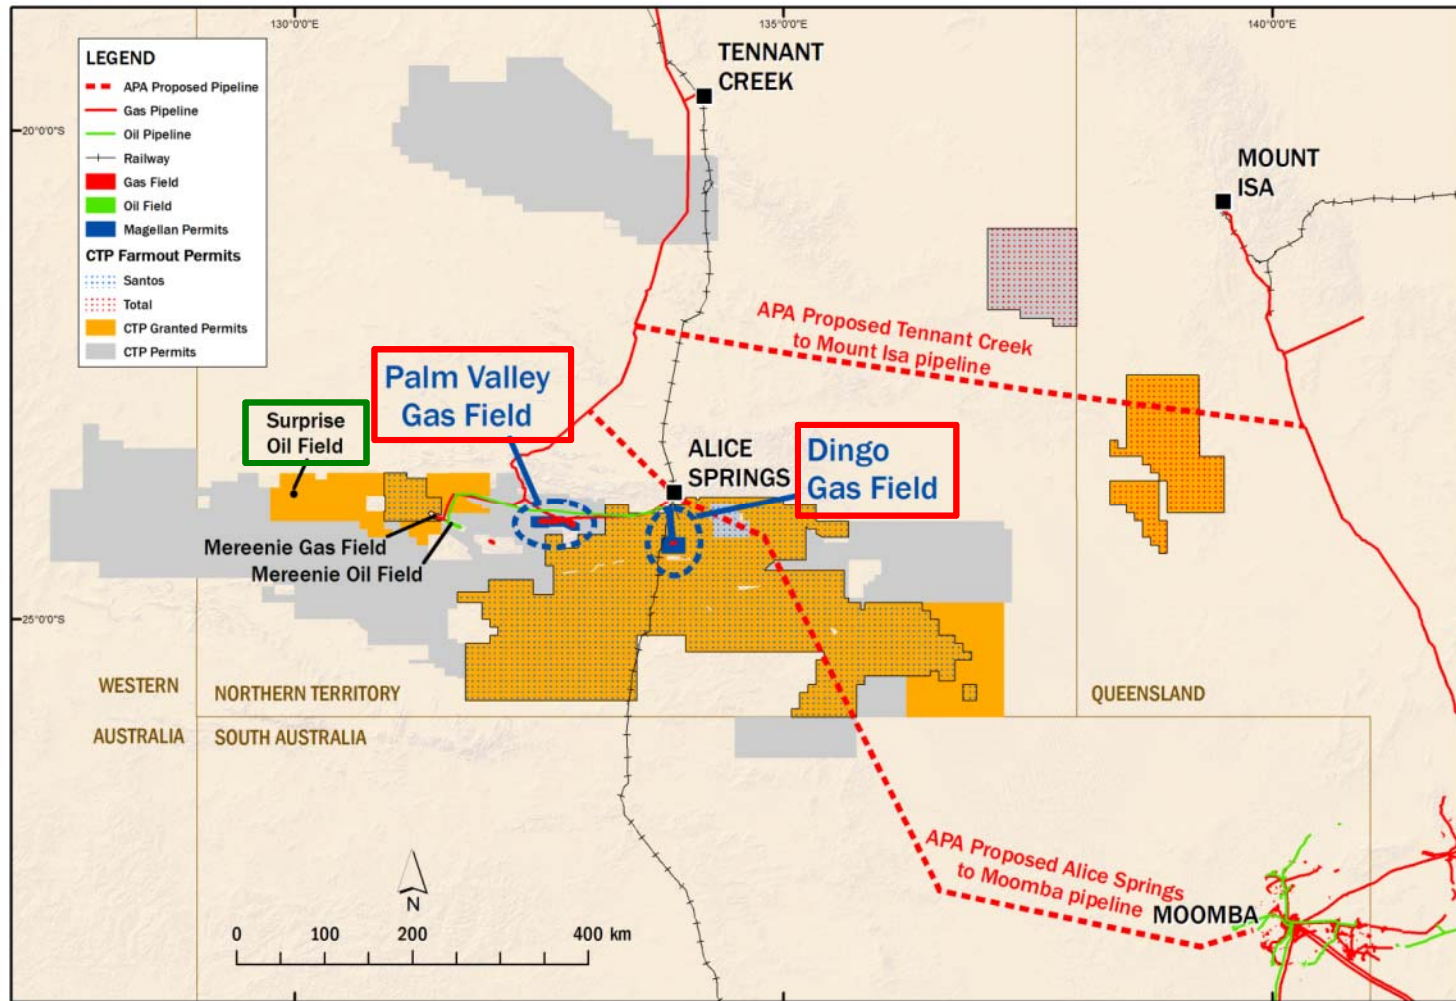 130°0'0"E
135°0'0"E
140°0'0"E
LEGEND
APA Proposed Pipeline
Gas Pipeline
Oil Pipeline
Railway
Gas Field
Oil Field
Magellan Permits
CTP Farmout Permits
Santos
Total
CTP Granted Permits
CTP Permits
20°0'0"S
TENNANT
CREEK
MOUNT
ISA
APA Proposed Tennant Creek
to Mount Isa pipeline
Palm Valley
Gas Field
Surprise
Oil Field
ALICE
SPRINGS
Dingo
Gas Field
Mereenie Gas Field
Mereenie Oil Field
25°0'0"S
WESTERN
AUSTRALIA
NORTHERN TERRITORY
SOUTH AUSTRALIA
QUEENSLAND
APA Proposed Alice Springs
to Moomba pipeline
MOOMBA
N
0 100 200 400 km